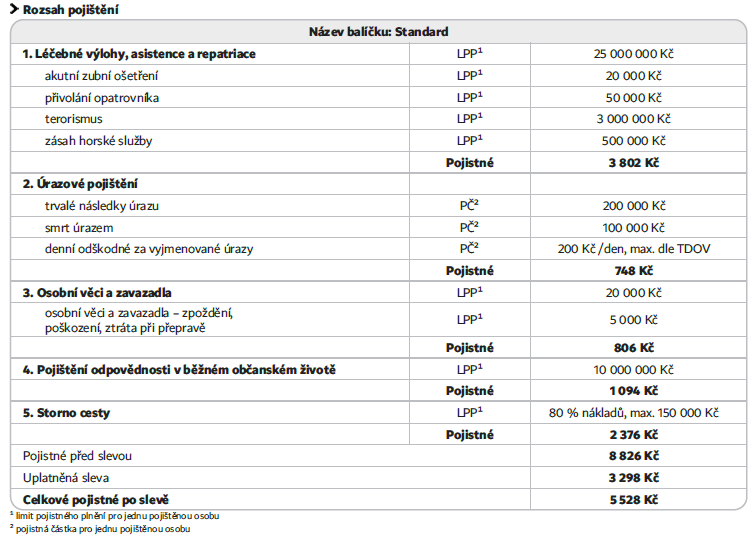 Rozsah pojištění
Název balíčku: Standard
1. Léčebné výlohy, asistence a repatriace LPP¹ 25 000 000 Kč
akutní zubní ošetření LPP¹ 20 000 Kč
přivolání opatrovníka LPP¹ 50 000 Kč
terorismus LPP¹ 3 000 000 Kč
zásah horské služby LPP¹ 500 000 Kč
Pojistné 3 802 Kč
2. Úrazové pojištění
trvalé následky úrazu PČ² 200 000 Kč
smrt úrazem PČ² 100 000 Kč
denní odškodné za vyjmenované úrazy PČ² 200 Kč/den, max. dle TDOV
Pojistné 748 Kč
3. Osobní věci a zavazadla LPP¹ 20 000 Kč
osobní věci a zavazadla – zpoždění,
poškození, ztráta při přepravě LPP¹ 5 000 Kč
Pojistné 806 Kč
4. Pojištění odpovědnosti v běžném občanském životě LPP¹ 10 000 000 Kč
Pojistné 1 094 Kč
5. Storno cesty LPP¹ 80 % nákladů, max. 150 000 Kč
Pojistné 2 376 Kč
Pojistné před slevou 8 826 Kč
Uplatněná sleva 3 298 Kč
Celkové pojistné po slevě 5 528 Kč
¹ limit pojistného plnění pro jednu pojištěnou osobu
² pojistná částka pro jednu pojištěnou osobu